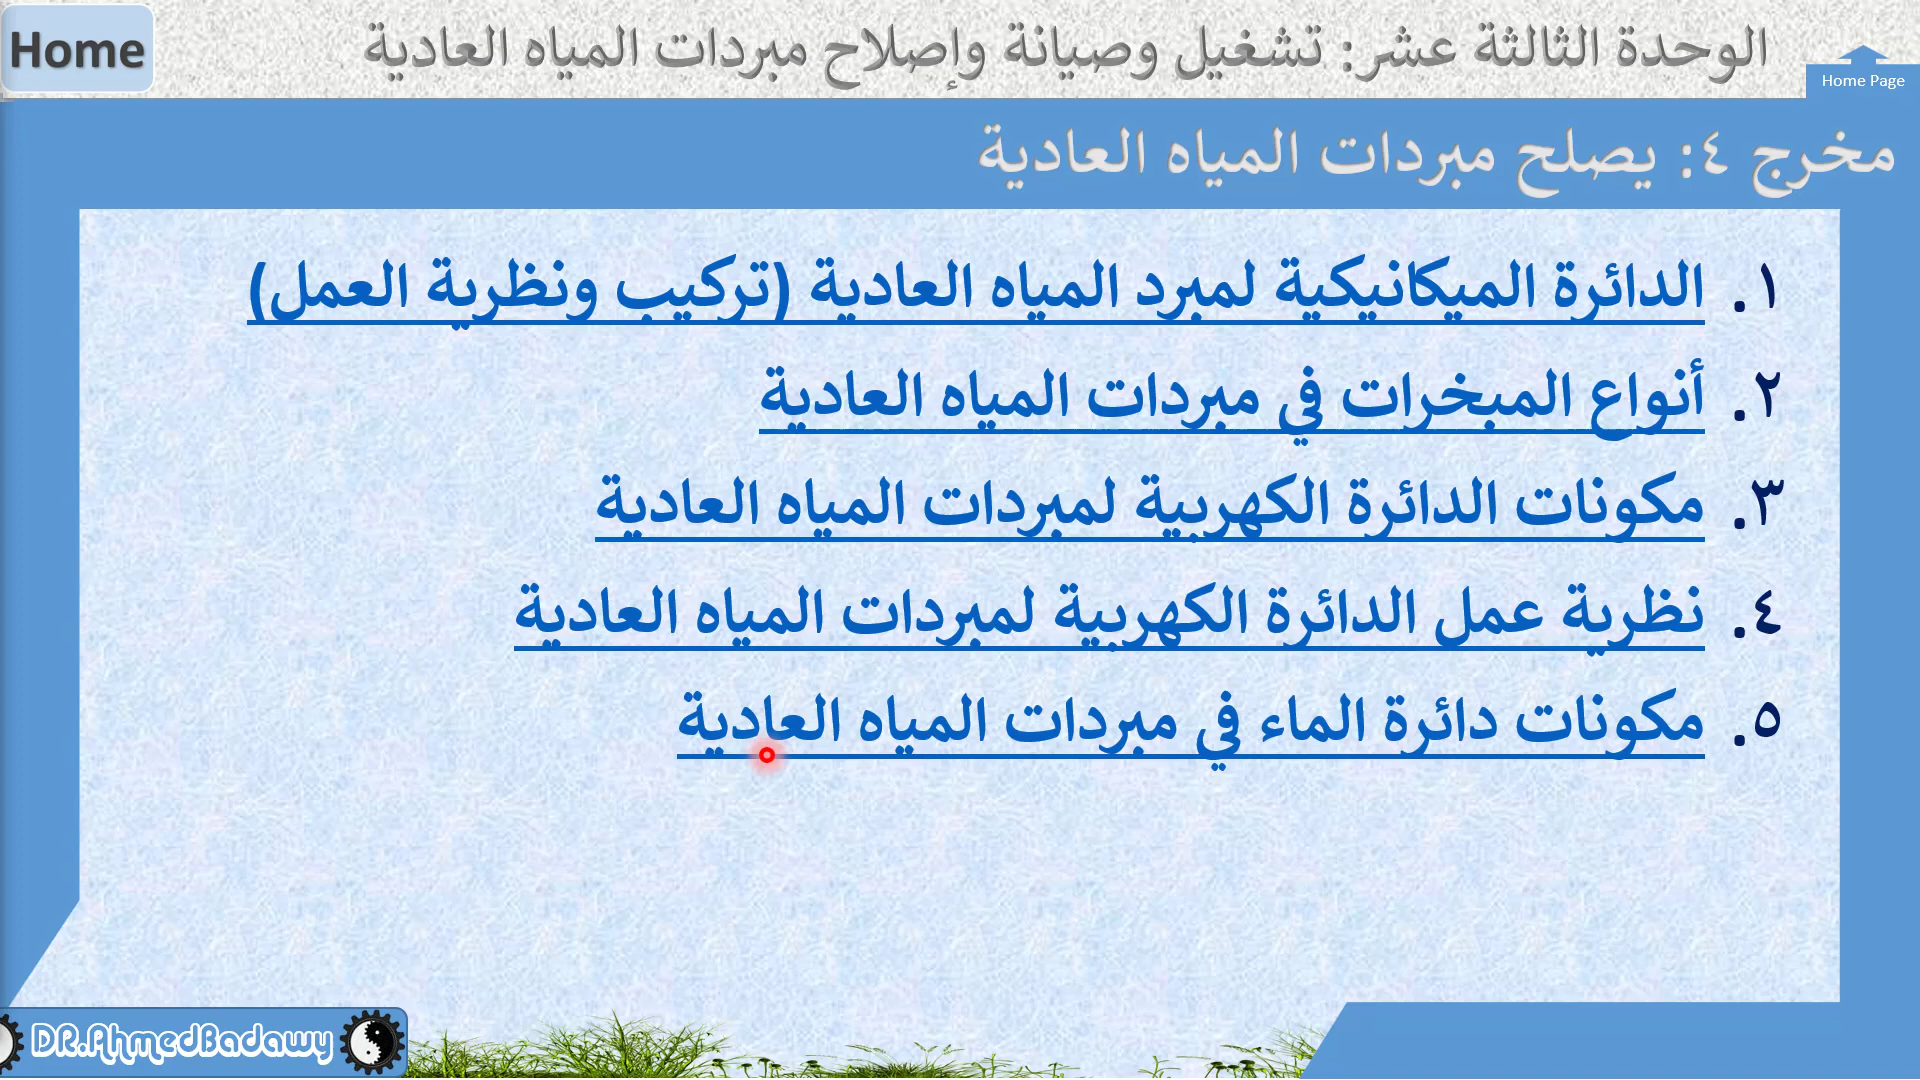 Home
الوحدة الثالثة عشر: تشغيل وصيانة وإصلاح مبردات المياه العادية
Home Page
مخرج ٤: يصلح مبردات المياه العادية
١. الدائرة الميكانيكية لمبرد المياه العادية (تركيب ونظرية العمل)
٢. أنواع المبخرات في مبردات المياه العادية
٣. مكونات الدائرة الكهربية لمبردات المياه العادية
٤. نظرية عمل الدائرة الكهربية لمبردات المياه العادية
٥. مكونات دائرة الماء في مبردات المياه العادية
DR.AhmedBadawy